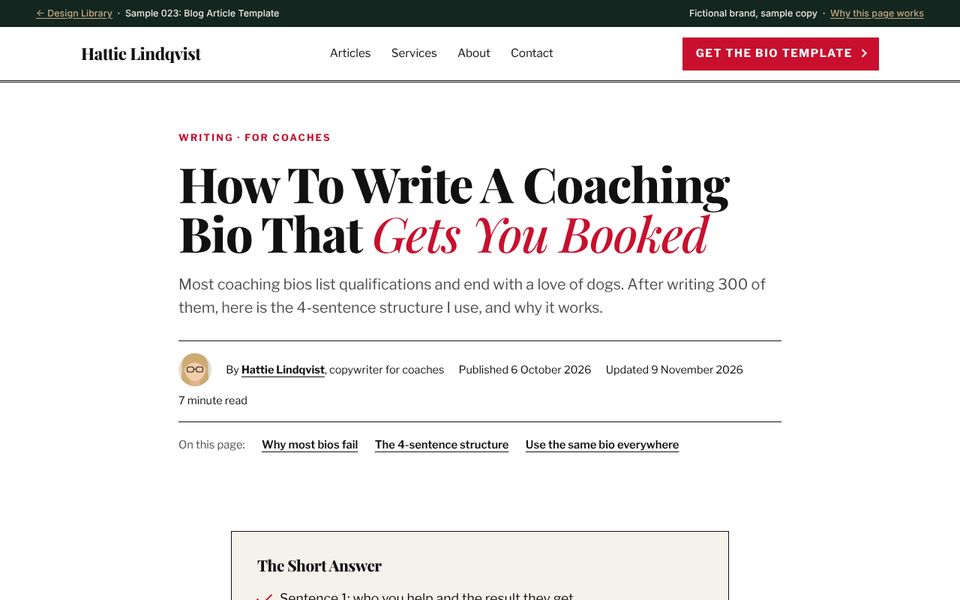 ← Design Library · Sample 023: Blog Article Template
Fictional brand, sample copy · Why this page works
Hattie Lindqvist
Articles Services About Contact
GET THE BIO TEMPLATE
WRITING · FOR COACHES
How To Write A Coaching
Bio That Gets You Booked
Most coaching bios list qualifications and end with a love of dogs. After writing 300 of
them, here is the 4-sentence structure I use, and why it works.
By Hattie Lindqvist, copywriter for coaches Published 6 October 2026 Updated 9 November 2026
7 minute read
On this page: Why most bios fail The 4-sentence structure Use the same bio everywhere
The Short Answer
Sentence 1: who you help and the result they get.